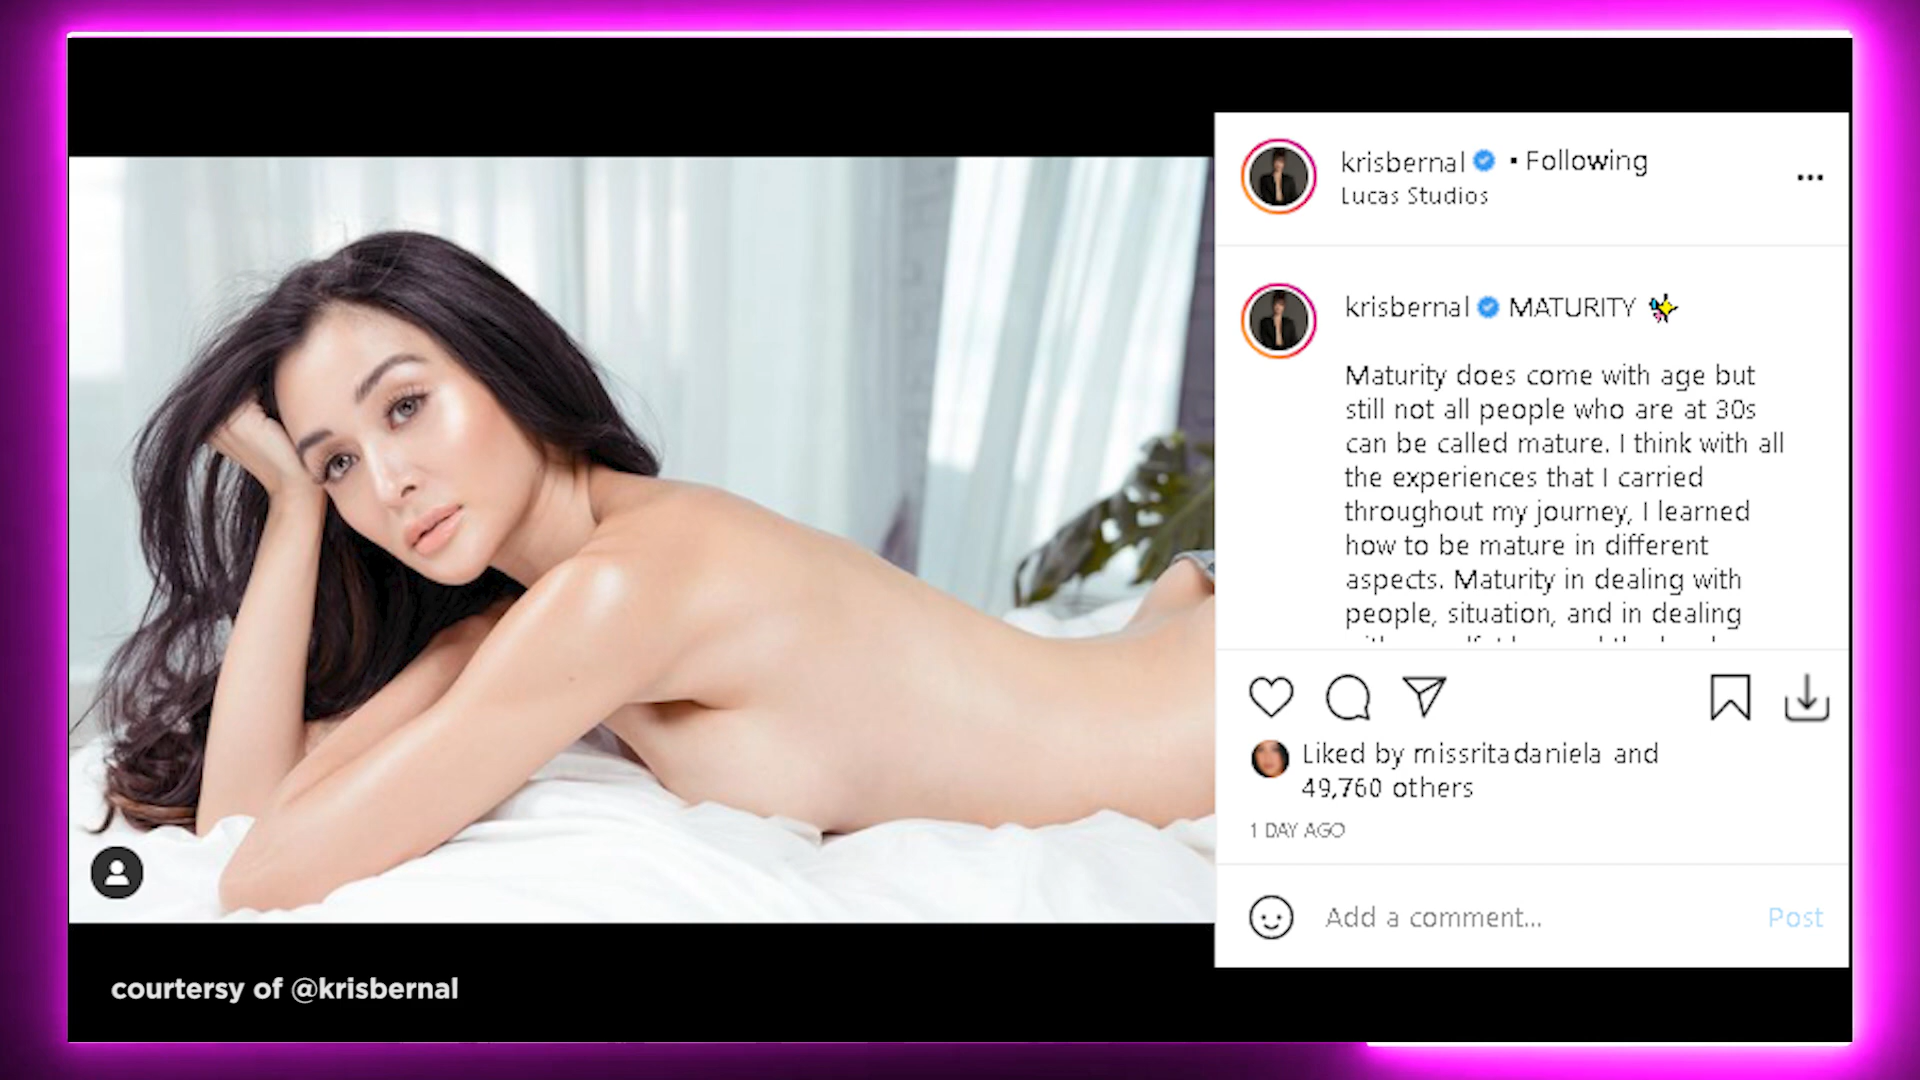 krisbernal • Following
Lucas Studios
krisbernal MATURITY ✨
Maturity does come with age but
still not all people who are at 30s
can be called mature. I think with all
the experiences that I carried
throughout my journey, I learned
how to be mature in different
aspects. Maturity in dealing with
people, situation, and in dealing
Liked by missritadaniela and
49,760 others
1 DAY AGO
Add a comment...
Post
courtersy of @krisbernal